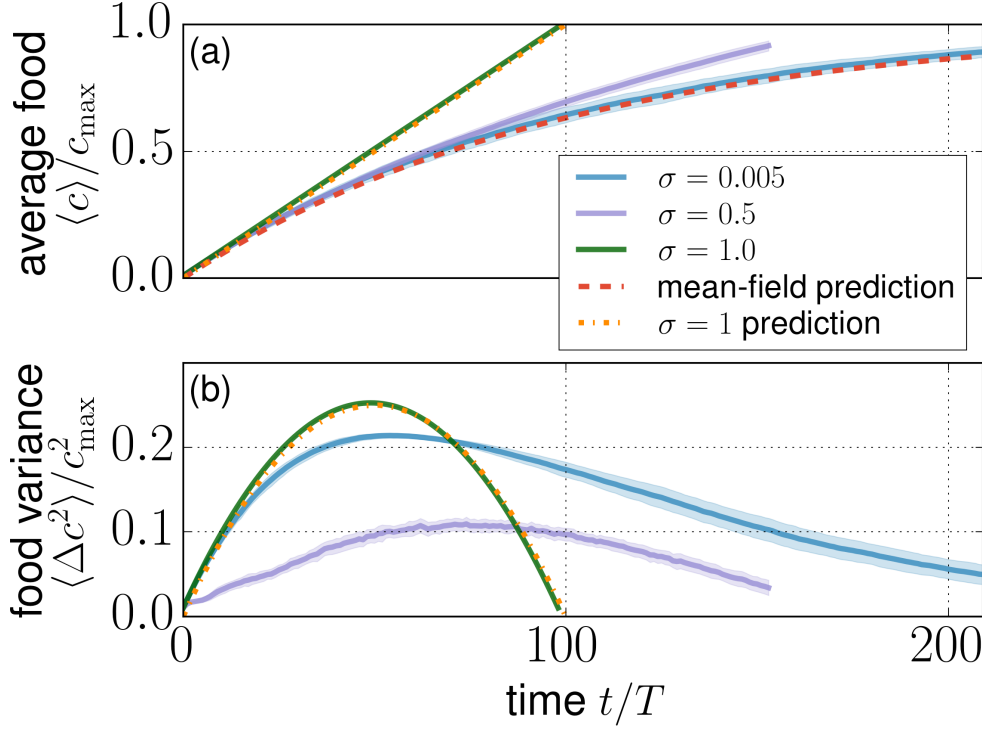 (a)
average food
⟨c⟩/c_max
1.0
0.5
0.0
σ = 0.005
σ = 0.5
σ = 1.0
mean-field prediction
σ = 1 prediction
(b)
food variance
⟨Δc²⟩/c²_max
0.2
0.1
0.0
0
100
200
time t/T